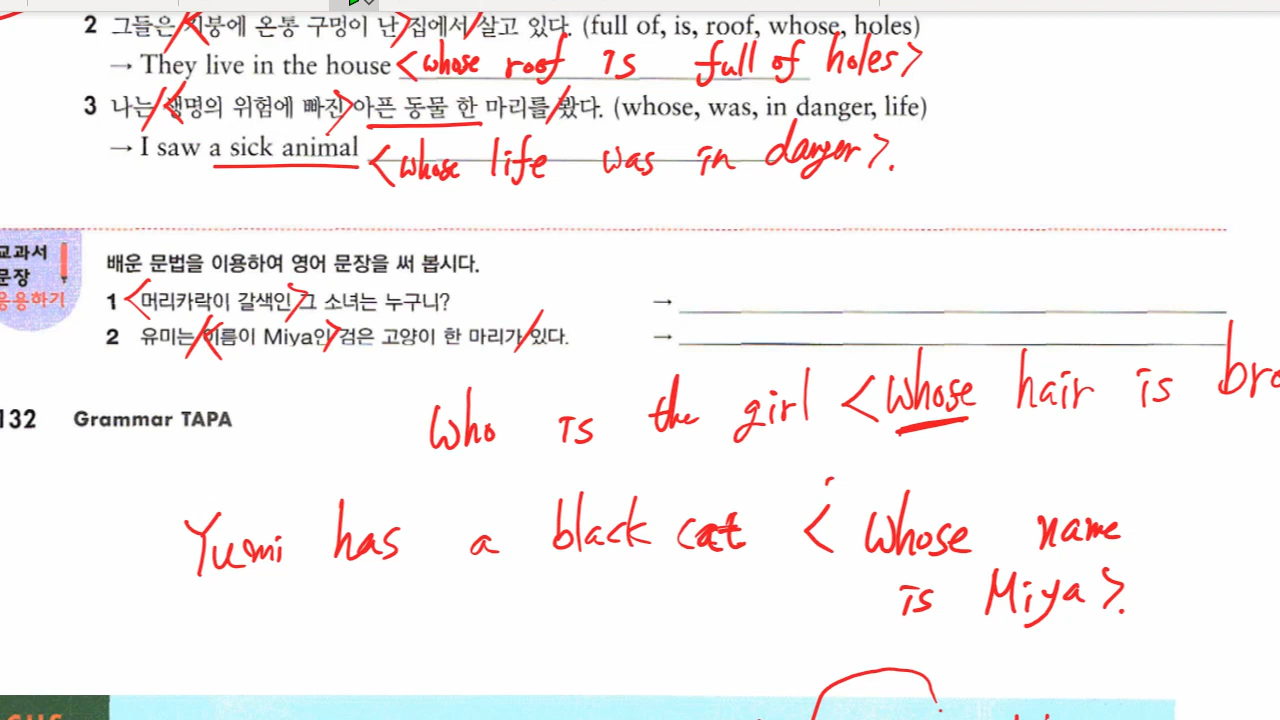 2 그들은 지붕에 온통 구멍이 난 집에서 살고 있다. (full of, is, roof, whose, holes)
→ They live in the house <whose roof is full of holes>
3 나는 생명의 위험에 빠진 아픈 동물 한 마리를 봤다. (whose, was, in danger, life)
→ I saw a sick animal <whose life was in danger>.
교과서
문장
응용하기
배운 문법을 이용하여 영어 문장을 써 봅시다.
1 <머리카락이 갈색인> 그 소녀는 누구니? →
2 유미는 <이름이 Miya인> 검은 고양이 한 마리가 있다. →
132 Grammar TAPA
Who is the girl <whose hair is bro
Yumi has a black cat < whose name
is Miya>.